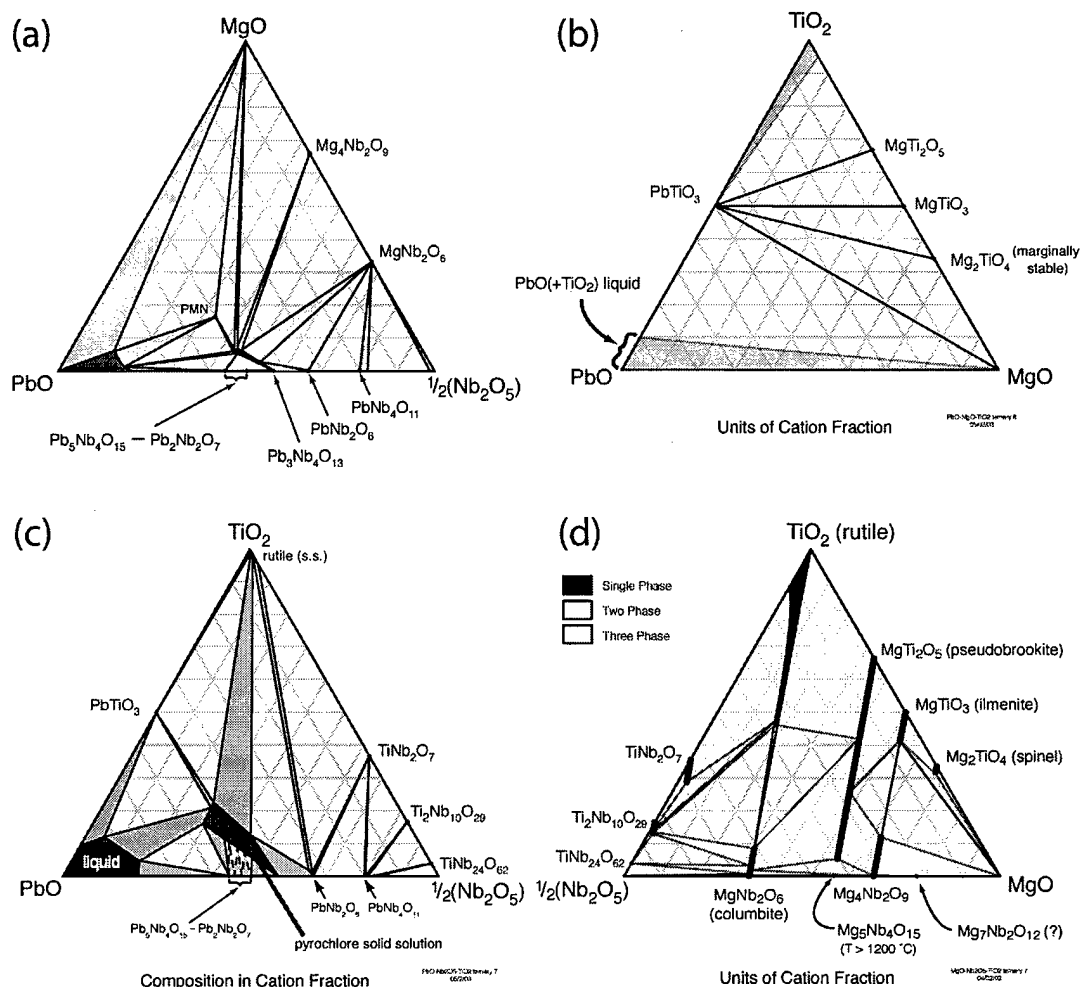 (a)
MgO
Mg4Nb2O9
MgNb2O6
PMN
PbO
1/2(Nb2O5)
PbNb4O11
PbNb2O6
Pb3Nb4O13
Pb5Nb4O15 – Pb2Nb2O7
(b)
TiO2
MgTi2O5
PbTiO3
MgTiO3
Mg2TiO4 (marginally
stable)
PbO(+TiO2) liquid
PbO
MgO
Units of Cation Fraction
(c)
TiO2
rutile (s.s.)
PbTiO3
TiNb2O7
Ti2Nb10O29
TiNb24O62
liquid
PbO
1/2(Nb2O5)
PbNb2O6
PbNb4O11
Pb5Nb4O15 – Pb2Nb2O7
pyrochlore solid solution
Composition in Cation Fraction
(d)
TiO2 (rutile)
Single Phase
Two Phase
Three Phase
MgTi2O5 (pseudobrookite)
MgTiO3 (ilmenite)
Mg2TiO4 (spinel)
TiNb2O7
Ti2Nb10O29
TiNb24O62
1/2(Nb2O5)
MgO
MgNb2O6
(columbite)
Mg4Nb2O9
Mg5Nb4O15
(T > 1200 °C)
Mg7Nb2O12 (?)
Units of Cation Fraction